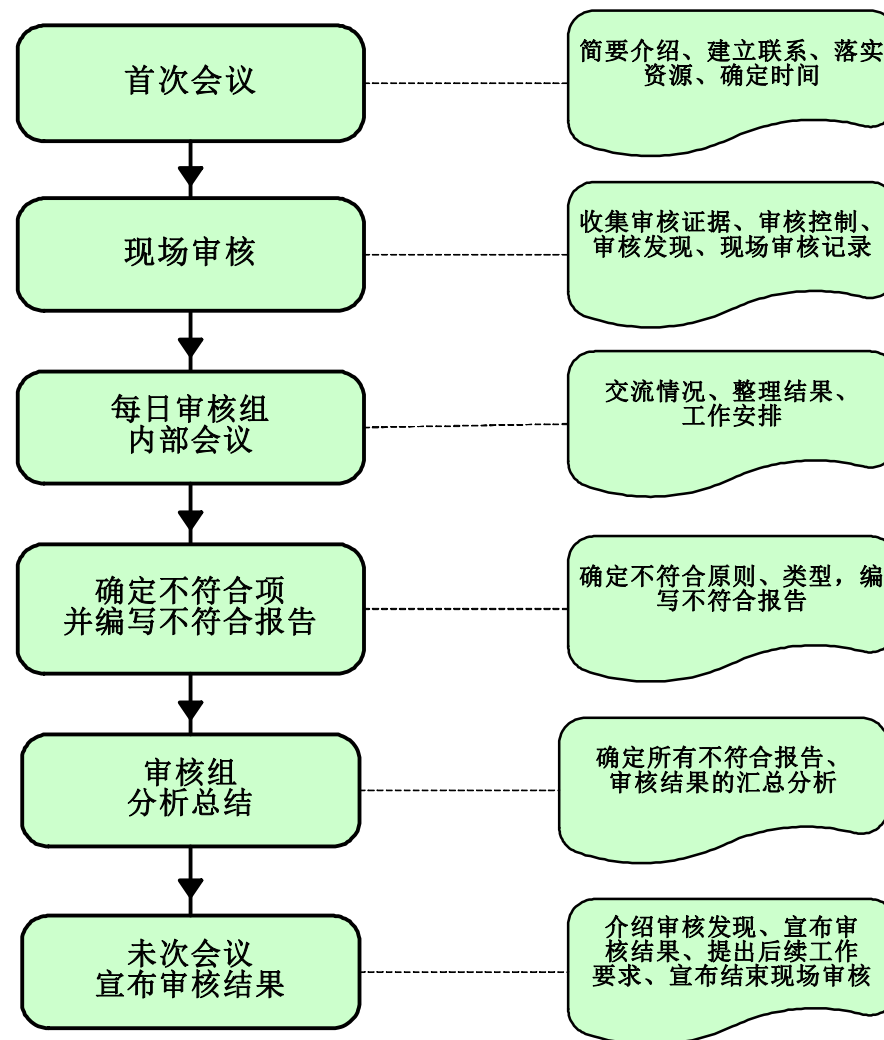 首次会议
简要介绍、建立联系、落实
资源、确定时间
现场审核
收集审核证据、审核控制、
审核发现、现场审核记录
每日审核组
内部会议
交流情况、整理结果、
工作安排
确定不符合项
并编写不符合报告
确定不符合原则、类型，编
写不符合报告
审核组
分析总结
确定所有不符合报告、
审核结果的汇总分析
未次会议
宣布审核结果
介绍审核发现、宣布审
核结果、提出后续工作
要求、宣布结束现场审核